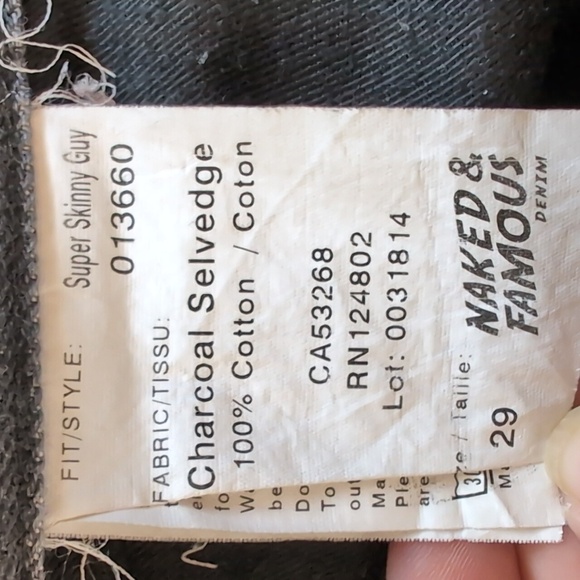 FIT/STYLE: Super Skinny Guy
013660
FABRIC/TISSU:
Charcoal Selvedge
100% Cotton / Coton
CA53268
RN124802
Lot: 0031814
/ Taille:
29
NAKED &
FAMOUS
DENIM